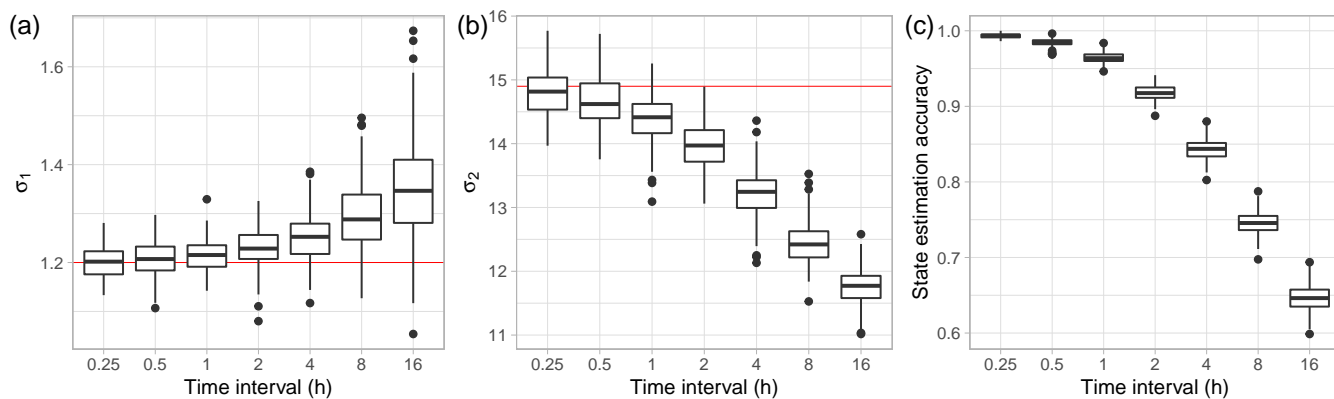 (a)
σ1
1.6
1.4
1.2
0.25 0.5 1 2 4 8 16
Time interval (h)
(b)
σ2
16
15
14
13
12
11
0.25 0.5 1 2 4 8 16
Time interval (h)
(c)
State estimation accuracy
1.0
0.9
0.8
0.7
0.6
0.25 0.5 1 2 4 8 16
Time interval (h)